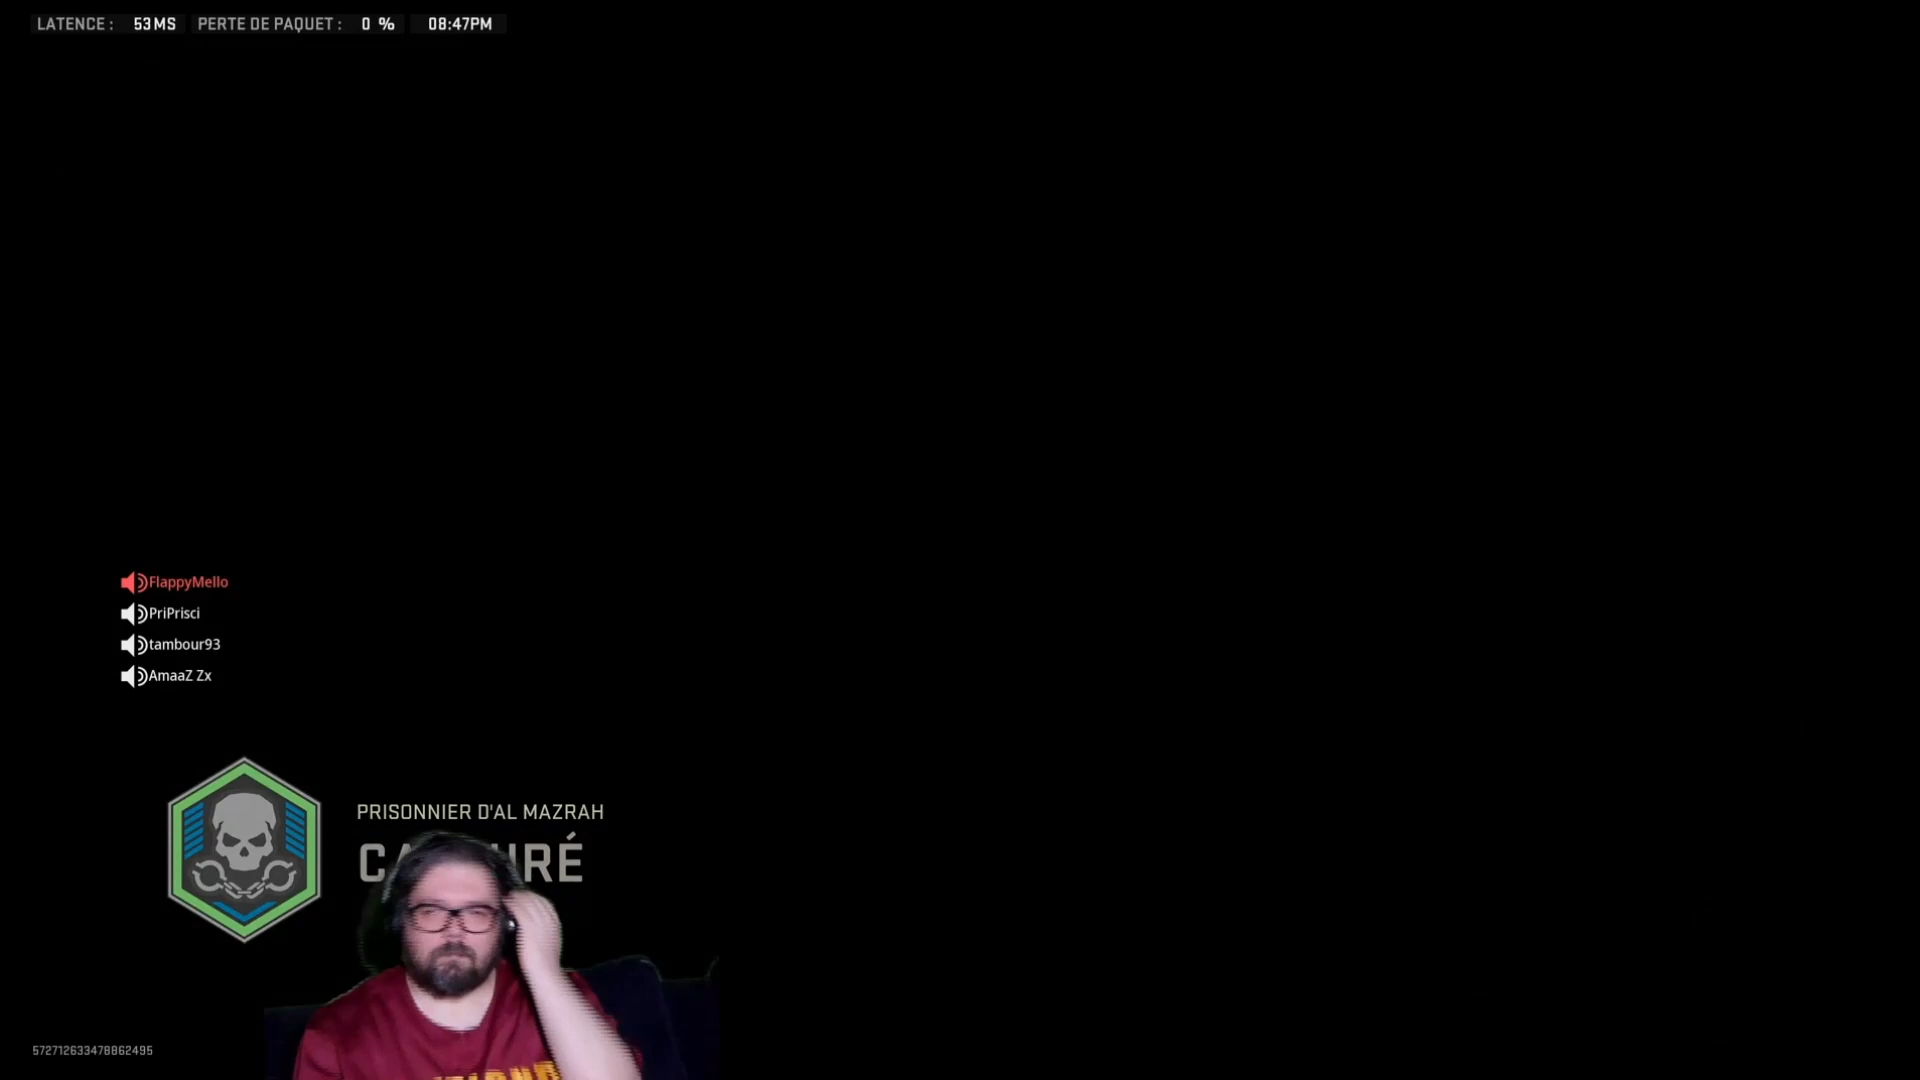 LATENCE : 53 MS PERTE DE PAQUET : 0 % 08:47PM
FlappyMello
PriPrisci
tambour93
AmaaZ Zx
PRISONNIER D'AL MAZRAH
572712633478862495